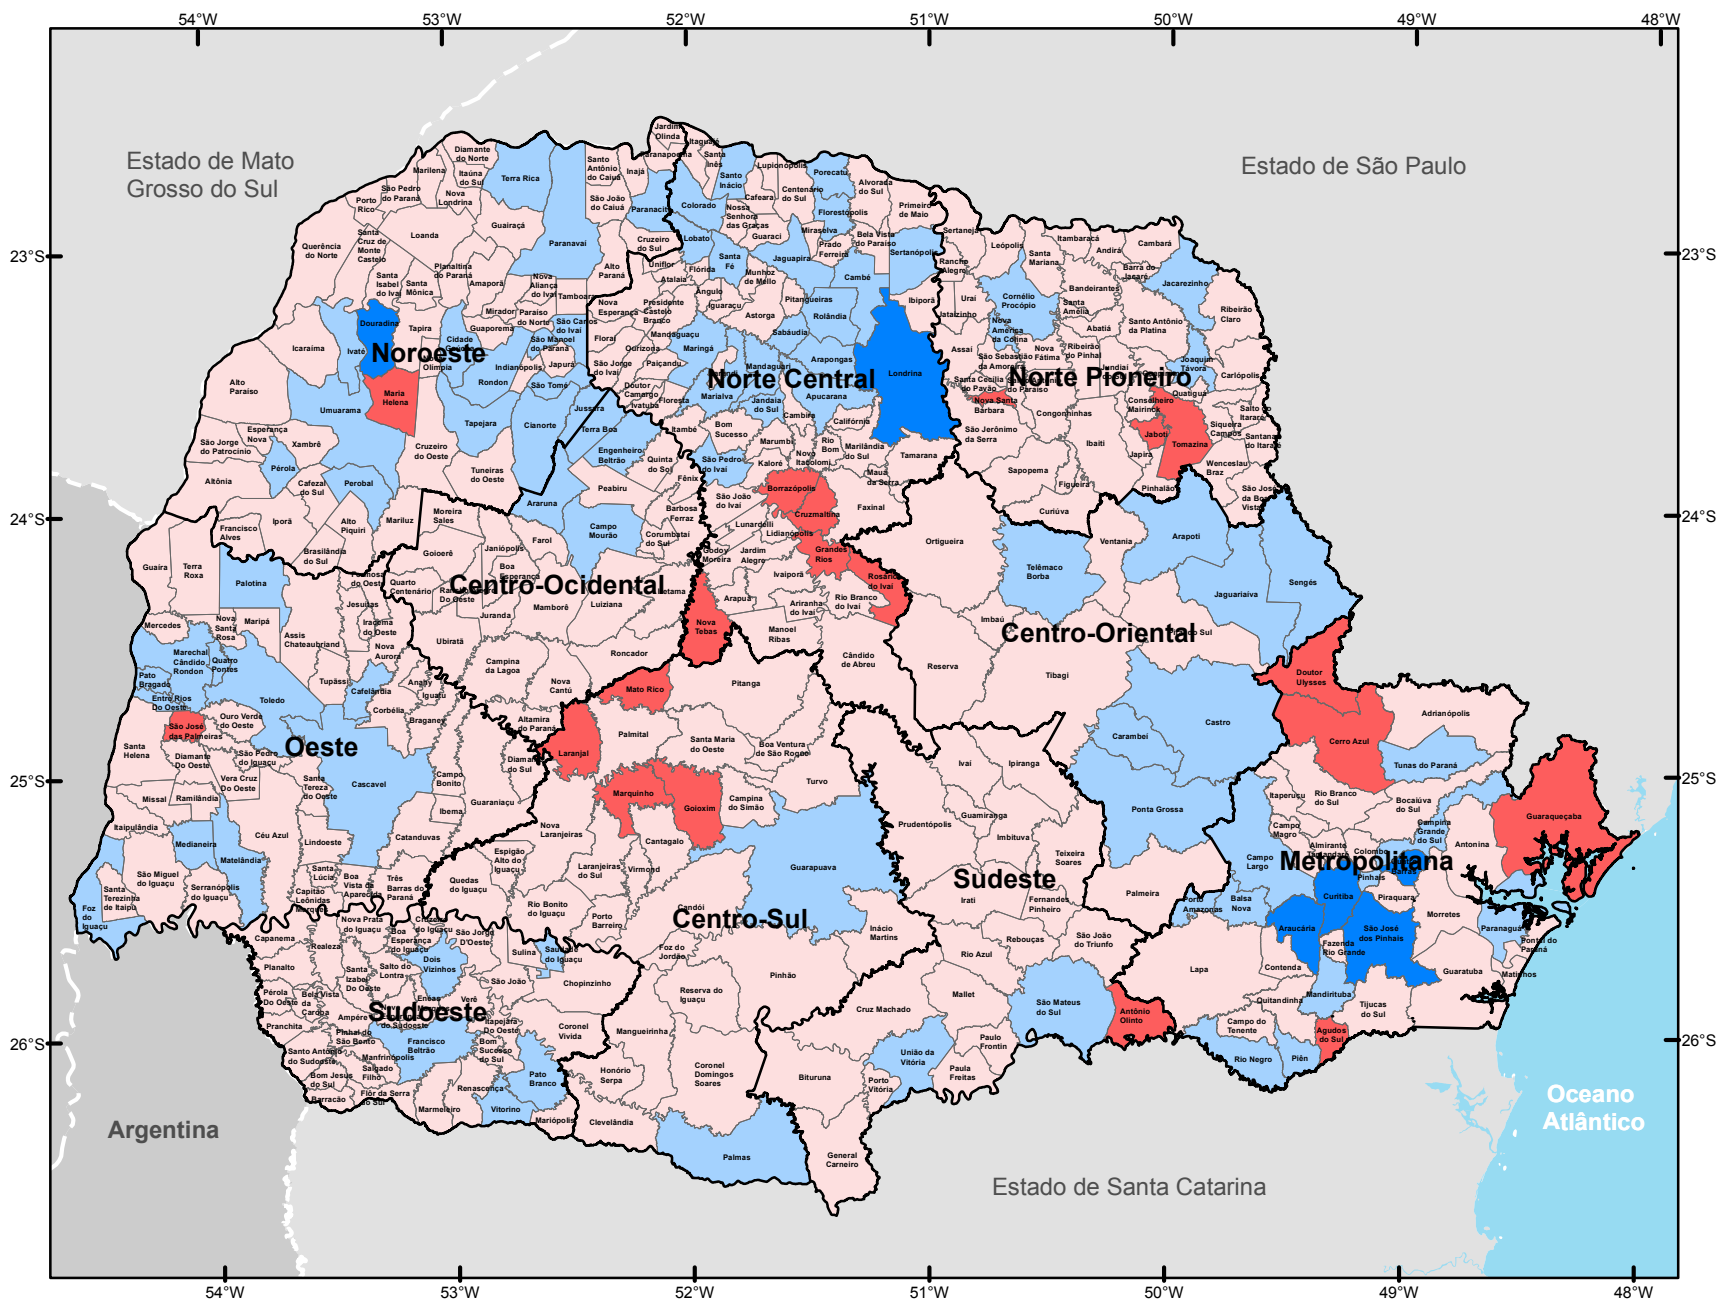 54°W
53°W
52°W
51°W
50°W
49°W
48°W
Estado de Mato
Grosso do Sul
Estado de São Paulo
23°S
23°S
24°S
24°S
25°S
25°S
26°S
26°S
Noroeste
Norte Central
Norte Pioneiro
Centro-Ocidental
Centro-Oriental
Oeste
Metropolitana
Sudeste
Centro-Sul
Sudoeste
Argentina
Estado de Santa Catarina
Oceano
Atlântico
Jardim
Olinda
Paranapoema
Itaguajé
Santa
Inês
Diamante
do Norte
Marilena
Itaúna
do Sul
Terra Rica
Santo
Antônio
do Caiuá
Inajá
Santo
Inácio
Lupionópolis
Porecatu
Centenário
do Sul
Alvorada
do Sul
São Pedro
do Paraná
Nova
Londrina
Porto
Rico
São João
do Caiuá
Paranacity
Colorado
Cafeara
Nossa
Senhora
das Graças
Florestópolis
Primeiro
de Maio
Guairaçá
Loanda
Querência
do Norte
Santa
Cruz de
Monte
Castelo
Paranavaí
Cruzeiro
do Sul
Lobato
Guaraci
Miraselva
Prado
Ferreira
Bela Vista
do Paraíso
Sertanópolis
Sertaneja
Leópolis
Itambaracá
Andirá
Cambará
Santa
Mariana
Rancho
Alegre
Barra do
Jacaré
Jacarezinho
Santa
Isabel
do Ivaí
Santa
Mônica
Planaltina
do Paraná
Amaporã
Nova
Aliança
do Ivaí
Tamboara
Alto
Paraná
Uniflor
Atalaia
Flórida
Santa
Fé
Munhoz
de Mello
Jaguapira
Cambé
Ibiporã
Uraí
Jataizinho
Cornélio
Procópio
Bandeirantes
Santa
Amélia
Abatiá
Santo Antônio
da Platina
Ribeirão
Claro
Douradina
Tapira
Mirador
Paraíso
do Norte
São Carlos
do Ivaí
Nova
Esperança
Presidente
Castelo
Branco
Ângulo
Iguaraçu
Astorga
Pitangueiras
Rolândia
Sabáudia
Guaporema
São Manoel
do Paraná
Icaraíma
Ivaté
Floraí
Ourizona
Mandaguaçu
Maringá
Mandaguari
Arapongas
Londrina
Assaí
Nova
América
da Colina
São Sebastião
da Amoreira
Nova
Fátima
Ribeirão
do Pinhal
Joaquim
Távora
Carlópolis
Indianópolis
Japurá
São Jorge
do Ivaí
Paiçandu
Rondon
São Tomé
Alto
Paraíso
Maria
Helena
Doutor
Camargo
Ivatuba
Floresta
Marialva
Jandaia
do Sul
Apucarana
Nova Santa
Barbara
Conselheiro
Mairinck
Quatiguá
Salto do
Itararé
Siqueira
Campos
Umuarama
Tapejara
Cianorte
Jussara
Terra Boa
Itambé
Bom
Sucesso
Cambira
Califórnia
São Jerônimo
da Serra
Congonhinhas
Jaboti
Tomazina
Santana
do Itararé
Esperança
Nova
São Jorge
do Patrocínio
Xambrê
Cruzeiro
do Oeste
Engenheiro
Beltrão
Quinta
do Sol
São Pedro
do Ivaí
Marumbi
Kaloré
Rio
Bom
Novo
Itacolomi
Marilândia
do Sul
Tamarana
Ibaiti
Japira
Wenceslau
Braz
Pérola
Perobal
Tuneiras
do Oeste
Peabiru
Fênix
Borrazópolis
Mauá
da Serra
Sapopema
Figueira
Pinhalão
São José
da Boa
Vista
Altônia
Cafezal
do Sul
Araruna
Barbosa
Ferraz
São João
do Ivaí
Cruzmaltina
Faxinal
Curiúva
Iporã
Alto
Piquiri
Mariluz
Moreira
Sales
Campo
Mourão
Corumbataí
do Sul
Lunardelli
Lidianópolis
Ortigueira
Ventania
Arapoti
Francisco
Alves
Brasilândia
do Sul
Goioerê
Janiópolis
Farol
Godoy
Moreira
Jardim
Alegre
Grandes
Rios
Rosário
do Ivaí
Telêmaco
Borba
Sengés
Jaguariaíva
Guaíra
Terra
Roxa
Palotina
Quarto
Centenário
Boa
Esperança
Mamborê
Luiziana
Arapuã
Ivaiporã
Ariranha
do Ivaí
Rio Branco
do Ivaí
Imbaú
Mercedes
Nova
Santa
Rosa
Maripá
Assis
Chateaubriand
Jesuítas
Iracema
do Oeste
Nova
Aurora
Juranda
Ubiratã
Nova
Tebas
Manoel
Ribas
Cândido
de Abreu
Reserva
Tibagi
Marechal
Cândido
Rondon
Quatro
Pontes
Pato
Bragado
Entre Rios
Do Oeste
Toledo
Tupãssi
Cafelândia
Anahy
Iguatu
Corbélia
Braganey
Campina
da Lagoa
Nova
Cantú
Roncador
Mato Rico
Pitanga
Doutor
Ulysses
Castro
Carambeí
Cerro Azul
Adrianópolis
São José
das Palmeiras
Ouro Verde
do Oeste
Santa
Helena
Diamante
Do Oeste
São Pedro
do Iguaçu
Altamira
do Paraná
Laranjal
Palmital
Santa Maria
do Oeste
Boa Ventura
de São Roque
Ivaí
Ipiranga
Tunas do Paraná
Missal
Ramilândia
Vera Cruz
Do Oeste
Santa
Tereza
do Oeste
Cascavel
Campo
Bonito
Diamante
do Sul
Ibema
Guaraniaçu
Marquinho
Goioxim
Campina
do Simão
Turvo
Guamiranga
Imbituva
Ponta Grossa
Itaperuçu
Rio Branco
do Sul
Bocaiúva
do Sul
Campina
Grande
do Sul
Guaraqueçaba
Itaipulândia
Medianeira
Matelândia
Céu Azul
Lindoeste
Catanduvas
Nova
Laranjeiras
Cantagalo
Prudentópolis
Teixeira
Soares
Campo
Magro
Campo
Largo
Colombo
Pinhais
Piraquara
Antonina
São Miguel
do Iguaçu
Serranópolis
do Iguaçu
Santa
Lúcia
Capitão
Leônidas
Marques
Boa
Vista da
Aparecida
Três
Barras do
Paraná
Espigão
Alto do
Iguaçu
Quedas
do Iguaçu
Laranjeiras
do Sul
Virmond
Guarapuava
Irati
Fernandes
Pinheiro
Palmeira
Porto
Amazonas
Balsa
Nova
Curitiba
Morretes
Foz
do
Iguaçu
Santa
Terezinha
de Itaipú
Rio Bonito
do Iguaçu
Porto
Barreiro
Candói
Inácio
Martins
Rebouças
São João
do Triunfo
Araucária
São José
dos Pinhais
Fazenda
Rio Grande
Paranaguá
Pontal do
Paraná
Matinhos
Guaratuba
Capanema
Realeza
Nova Prata
do Iguaçu
Boa
Esperança
do Iguaçu
Cruzeiro
do Iguaçu
São Jorge
D'Oeste
Sulina
Saudade
do Iguaçu
Foz do
Jordão
Rio Azul
Lapa
Contenda
Planalto
Santa
Izabel
Do Oeste
Salto do
Lontra
Dois
Vizinhos
São João
Chopinzinho
Reserva do
Iguaçu
Pinhão
Mallet
Cruz Machado
São Mateus
do Sul
Antônio
Olinto
Quitandinha
Mandirituba
Tijucas
do Sul
Pérola
Do Oeste
Bela Vista
da
Caroba
Ampére
Pranchita
Verê
Itapejara
Do Oeste
Coronel
Vivida
Mangueirinha
Paulo
Frontin
Campo do
Tenente
Agudos
do Sul
Pinhal do
São Bento
Santo Antônio
do Sudoeste
Manfrinópolis
Francisco
Beltrão
Bom
Sucesso
do Sul
União da
Vitória
Paula
Freitas
Rio Negro
Piên
Bom Jesus
do Sul
Salgado
Filho
Barracão
Flor da Serra
do Sul
Marmeleiro
Renascença
Pato
Branco
Vitorino
Mariópolis
Honório
Serpa
Coronel
Domingos
Soares
Clevelândia
Bituruna
Porto
Vitória
Palmas
General
Carneiro
54°W
53°W
52°W
51°W
50°W
49°W
48°W